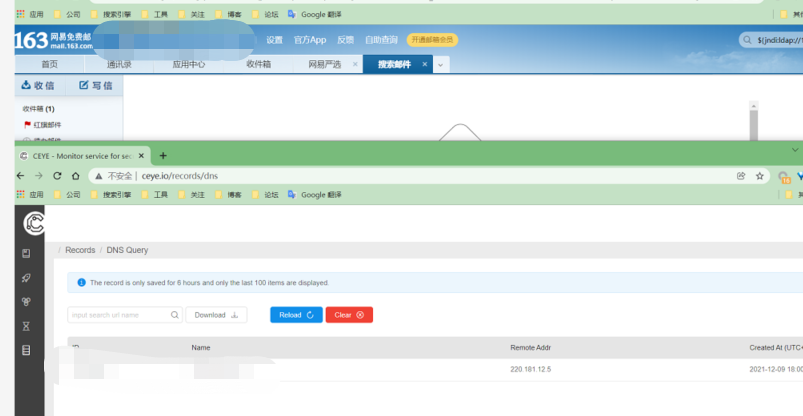 应用 公司 搜索引擎 工具 关注 博客 论坛 Google 翻译
163 网易免费邮 mail.163.com 设置 官方App 反馈 自助查询 开通邮箱会员 ${jndi:ldap://
首页 通讯录 应用中心 收件箱 网易严选 × 搜索邮件 ×
收信 写信
收件箱 (1)
红旗邮件
CEYE - Monitor service for sec × +
不安全 | ceye.io/records/dns
应用 公司 搜索引擎 工具 关注 博客 论坛 Google 翻译
/ Records / DNS Query
The record is only saved for 6 hours and only the last 100 items are displayed.
input search url name Download Reload Clear
ID Name Remote Addr Created At (UTC+
220.181.12.5 2021-12-09 18:00